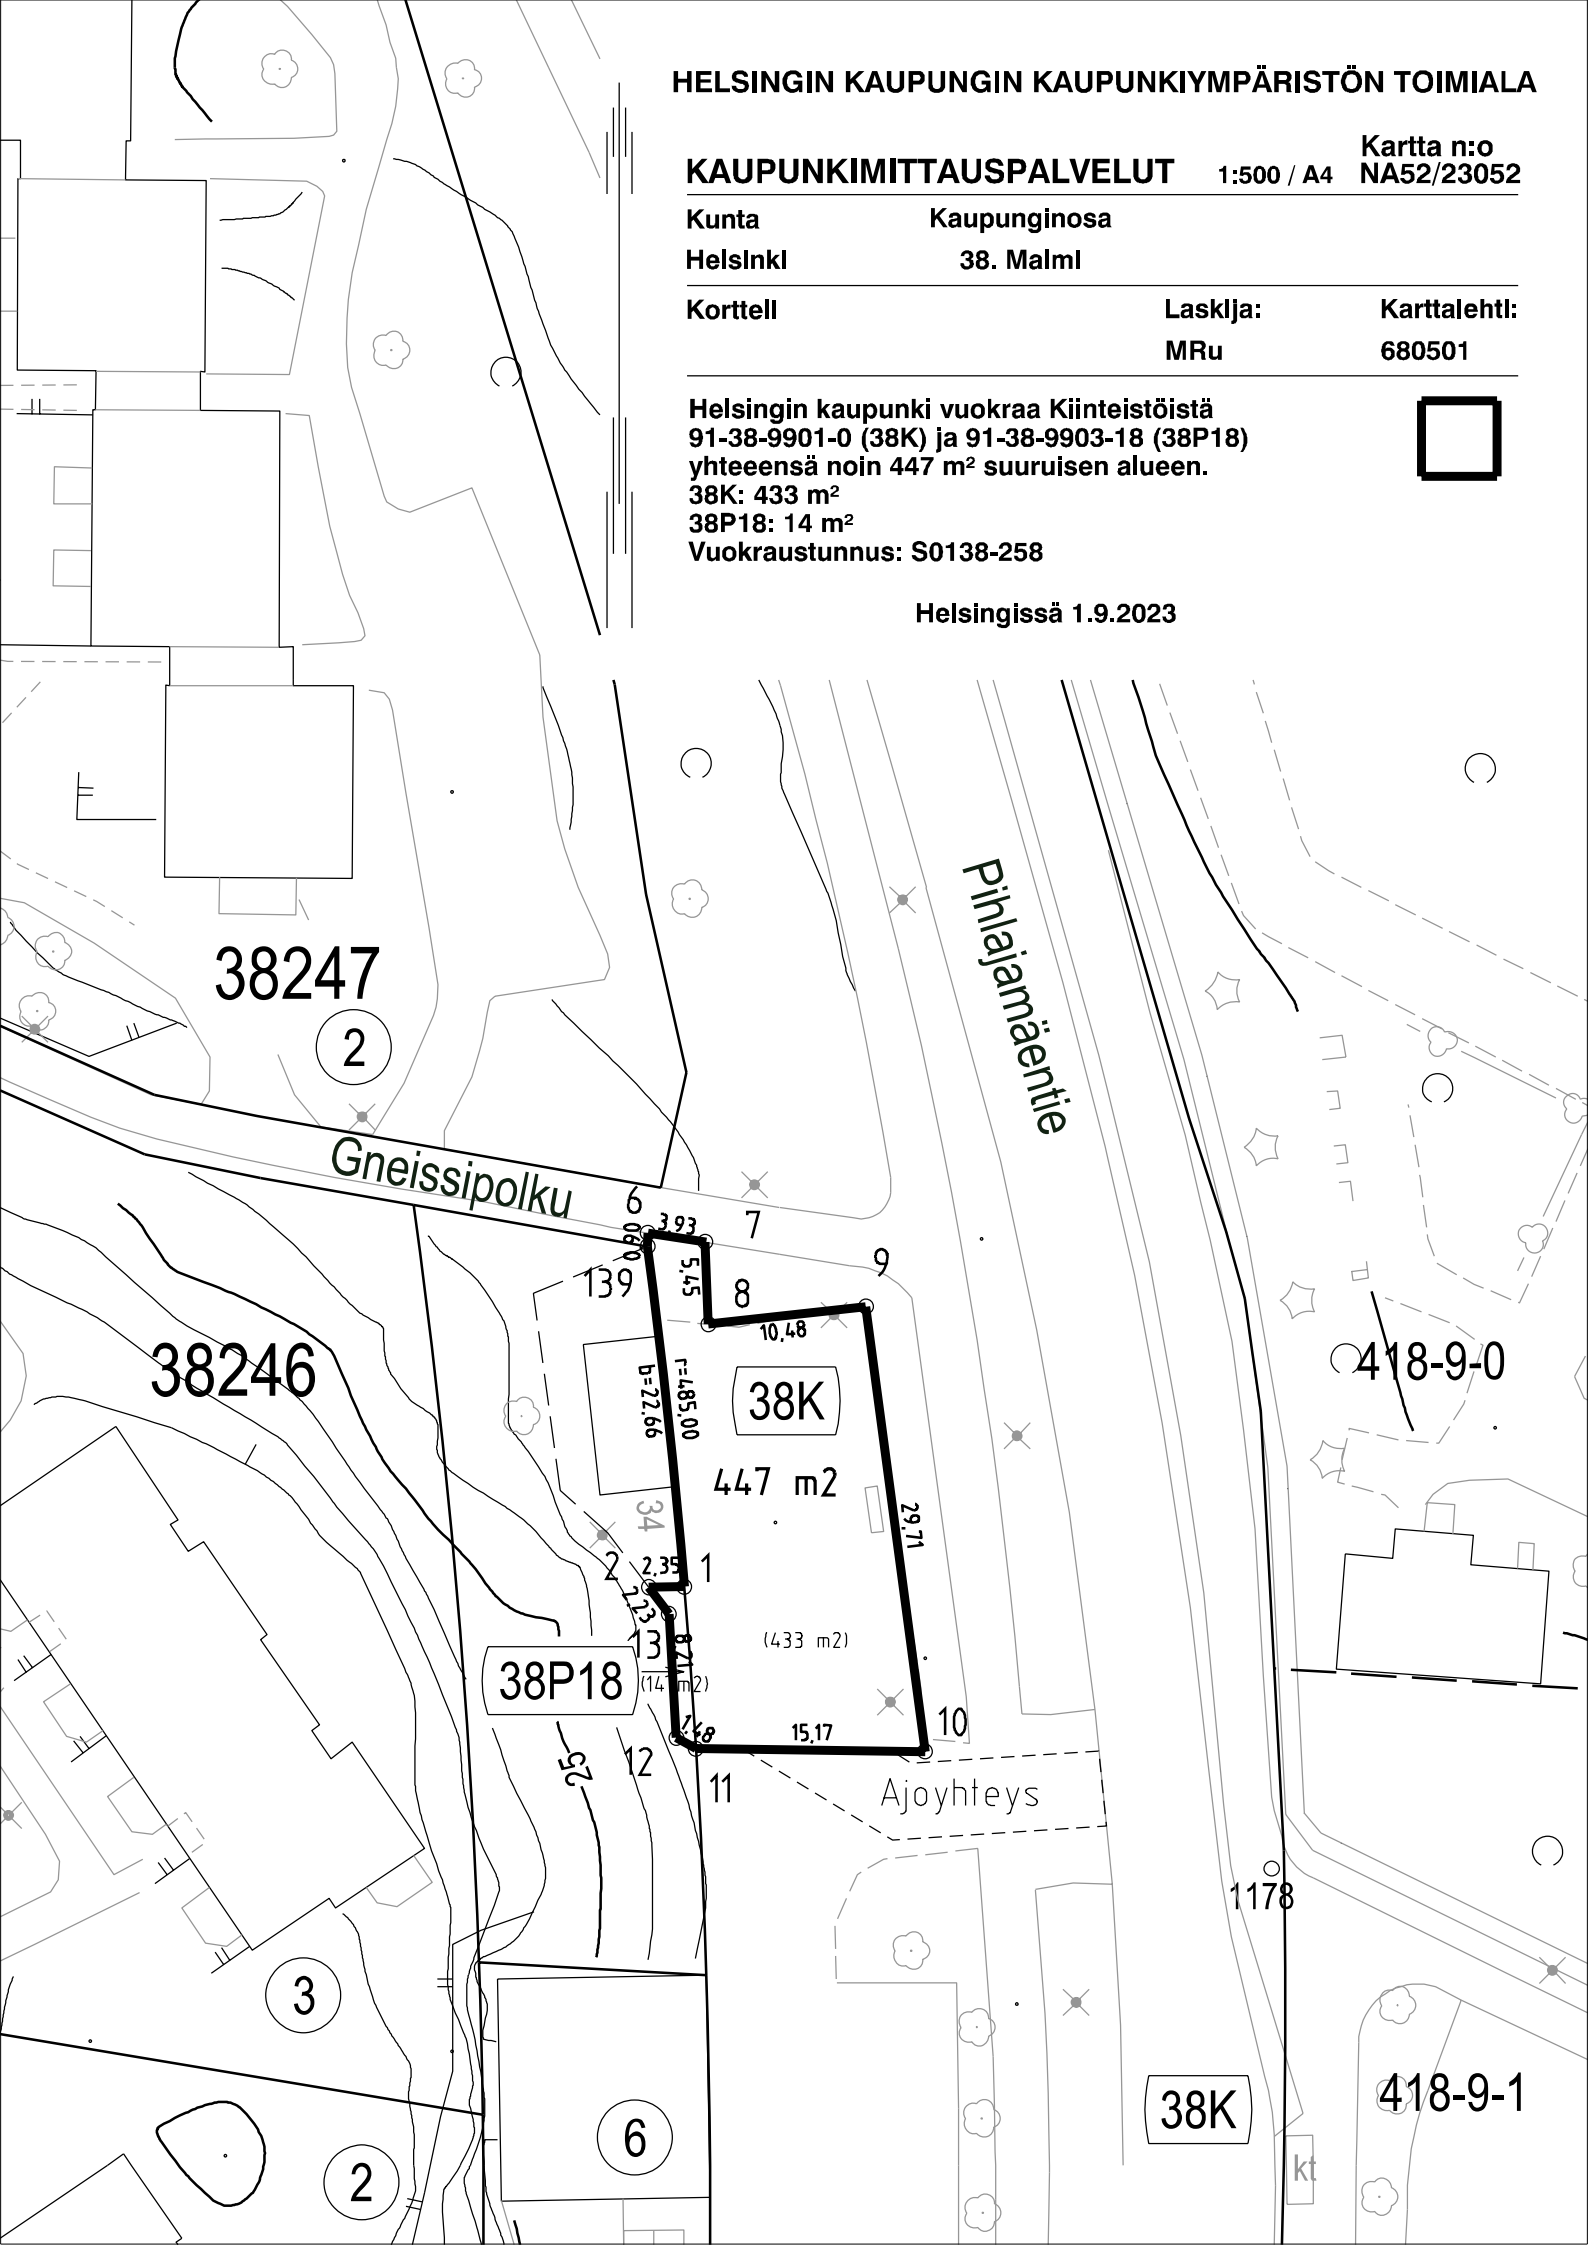 HELSINGIN KAUPUNGIN KAUPUNKIYMPÄRISTÖN TOIMIALA
KAUPUNKIMITTAUSPALVELUT 1:500 / A4 Kartta n:o
NA52/23052
Kunta Kaupunginosa
Helsinki 38. Malmi
Kortteli Laskija: Karttalehti:
MRu 680501
Helsingin kaupunki vuokraa Kiinteistöistä
91-38-9901-0 (38K) ja 91-38-9903-18 (38P18)
yhteeensä noin 447 m² suuruisen alueen.
38K: 433 m²
38P18: 14 m²
Vuokraustunnus: S0138-258
Helsingissä 1.9.2023
Pihlajamäentie
38247
2
Gneissipolku
6
3,93
7
0,60
139
5,45
8
9
10,48
38246
418-9-0
b=22,66
r=485,00
38K
447 m2
34
29,71
2
2,35
1
2,23
13
8,21
(433 m2)
38P18
(14 m2)
1,48
15,17
10
12
11
25
Ajoyhteys
1178
3
6
2
38K
418-9-1
kt